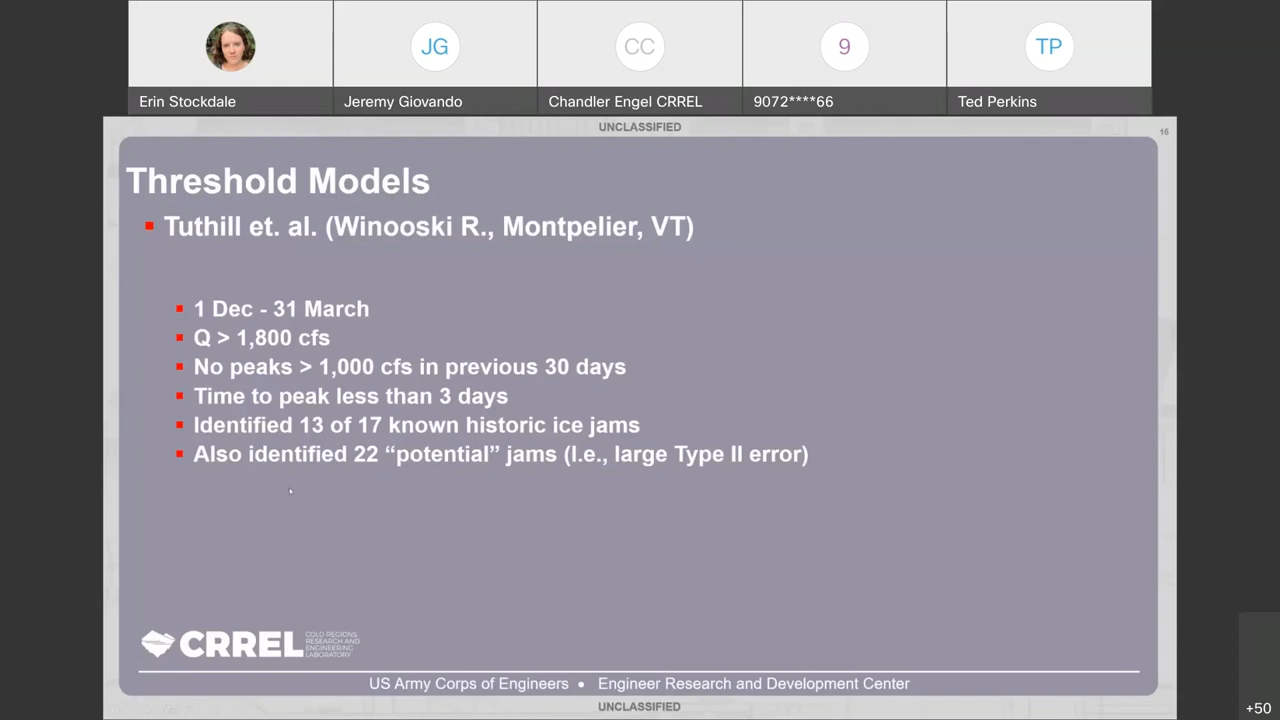 JG
CC
9
TP
Erin Stockdale
Jeremy Giovando
Chandler Engel CRREL
9072****66
Ted Perkins
UNCLASSIFIED
16
Threshold Models
Tuthill et. al. (Winooski R., Montpelier, VT)
1 Dec - 31 March
Q > 1,800 cfs
No peaks > 1,000 cfs in previous 30 days
Time to peak less than 3 days
Identified 13 of 17 known historic ice jams
Also identified 22 “potential” jams (I.e., large Type II error)
CRREL
COLD REGIONS
RESEARCH AND
ENGINEERING
LABORATORY
US Army Corps of Engineers • Engineer Research and Development Center
UNCLASSIFIED
+50